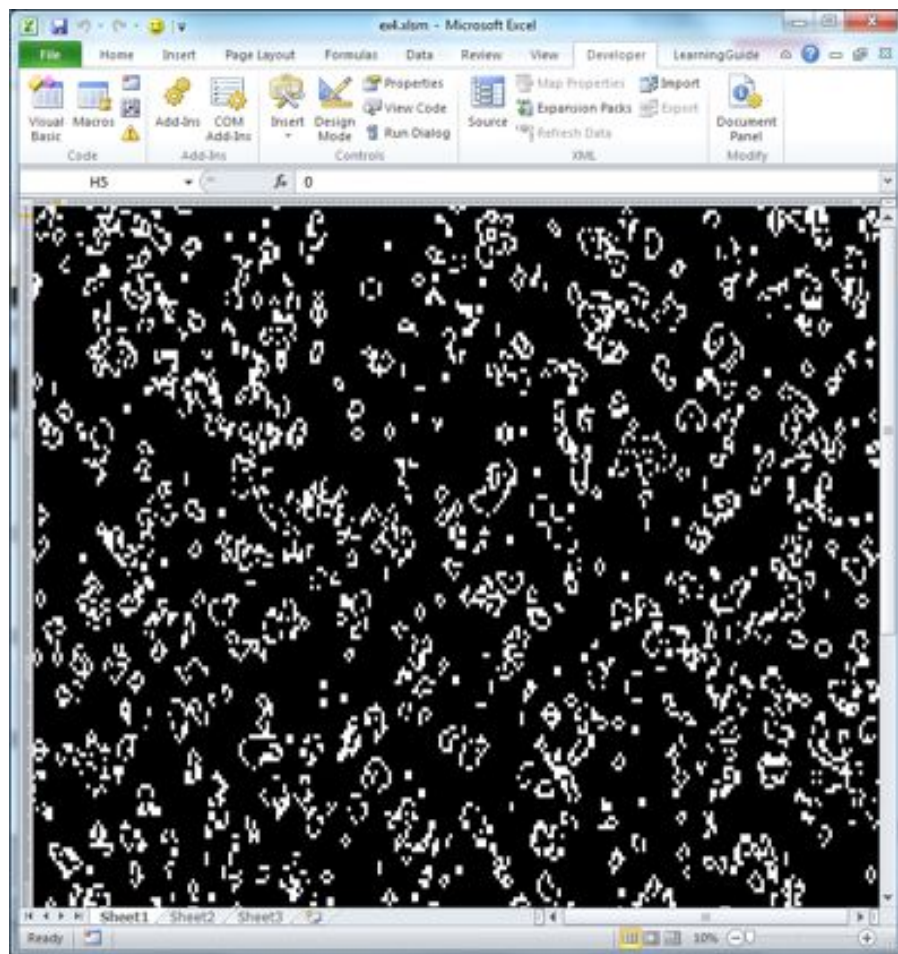 ex4.xlsm - Microsoft Excel
File Home Insert Page Layout Formulas Data Review View Developer LearningGuide
Visual Basic Macros Add-Ins COM Add-Ins Insert Design Mode Properties View Code Run Dialog Source Map Properties Expansion Packs Refresh Data Import Export Document Panel
Code Add-Ins Controls XML Modify
H5 fx 0
Sheet1 Sheet2 Sheet3
Ready 10%